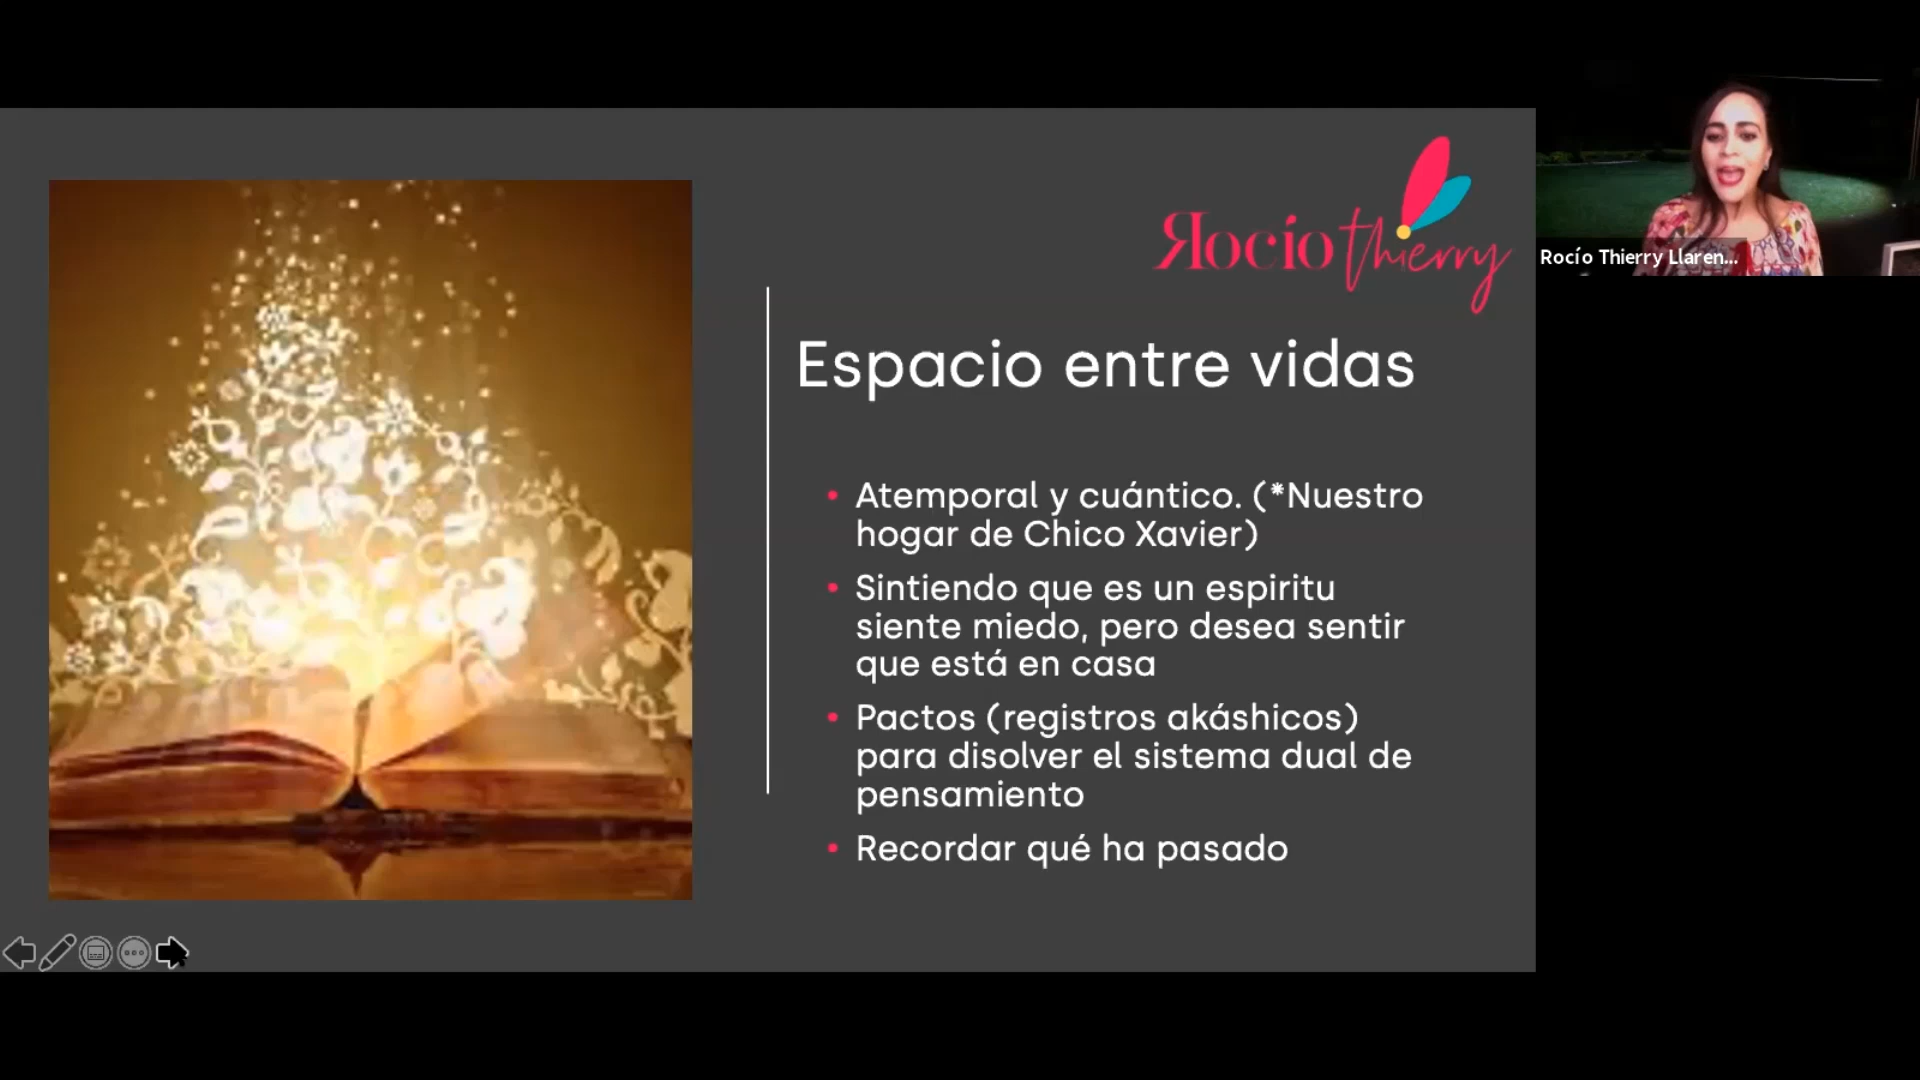 Rocío thierry
Rocío Thierry Llaren...
Espacio entre vidas
• Atemporal y cuántico. (*Nuestro
hogar de Chico Xavier)
• Sintiendo que es un espiritu
siente miedo, pero desea sentir
que está en casa
• Pactos (registros akáshicos)
para disolver el sistema dual de
pensamiento
• Recordar qué ha pasado